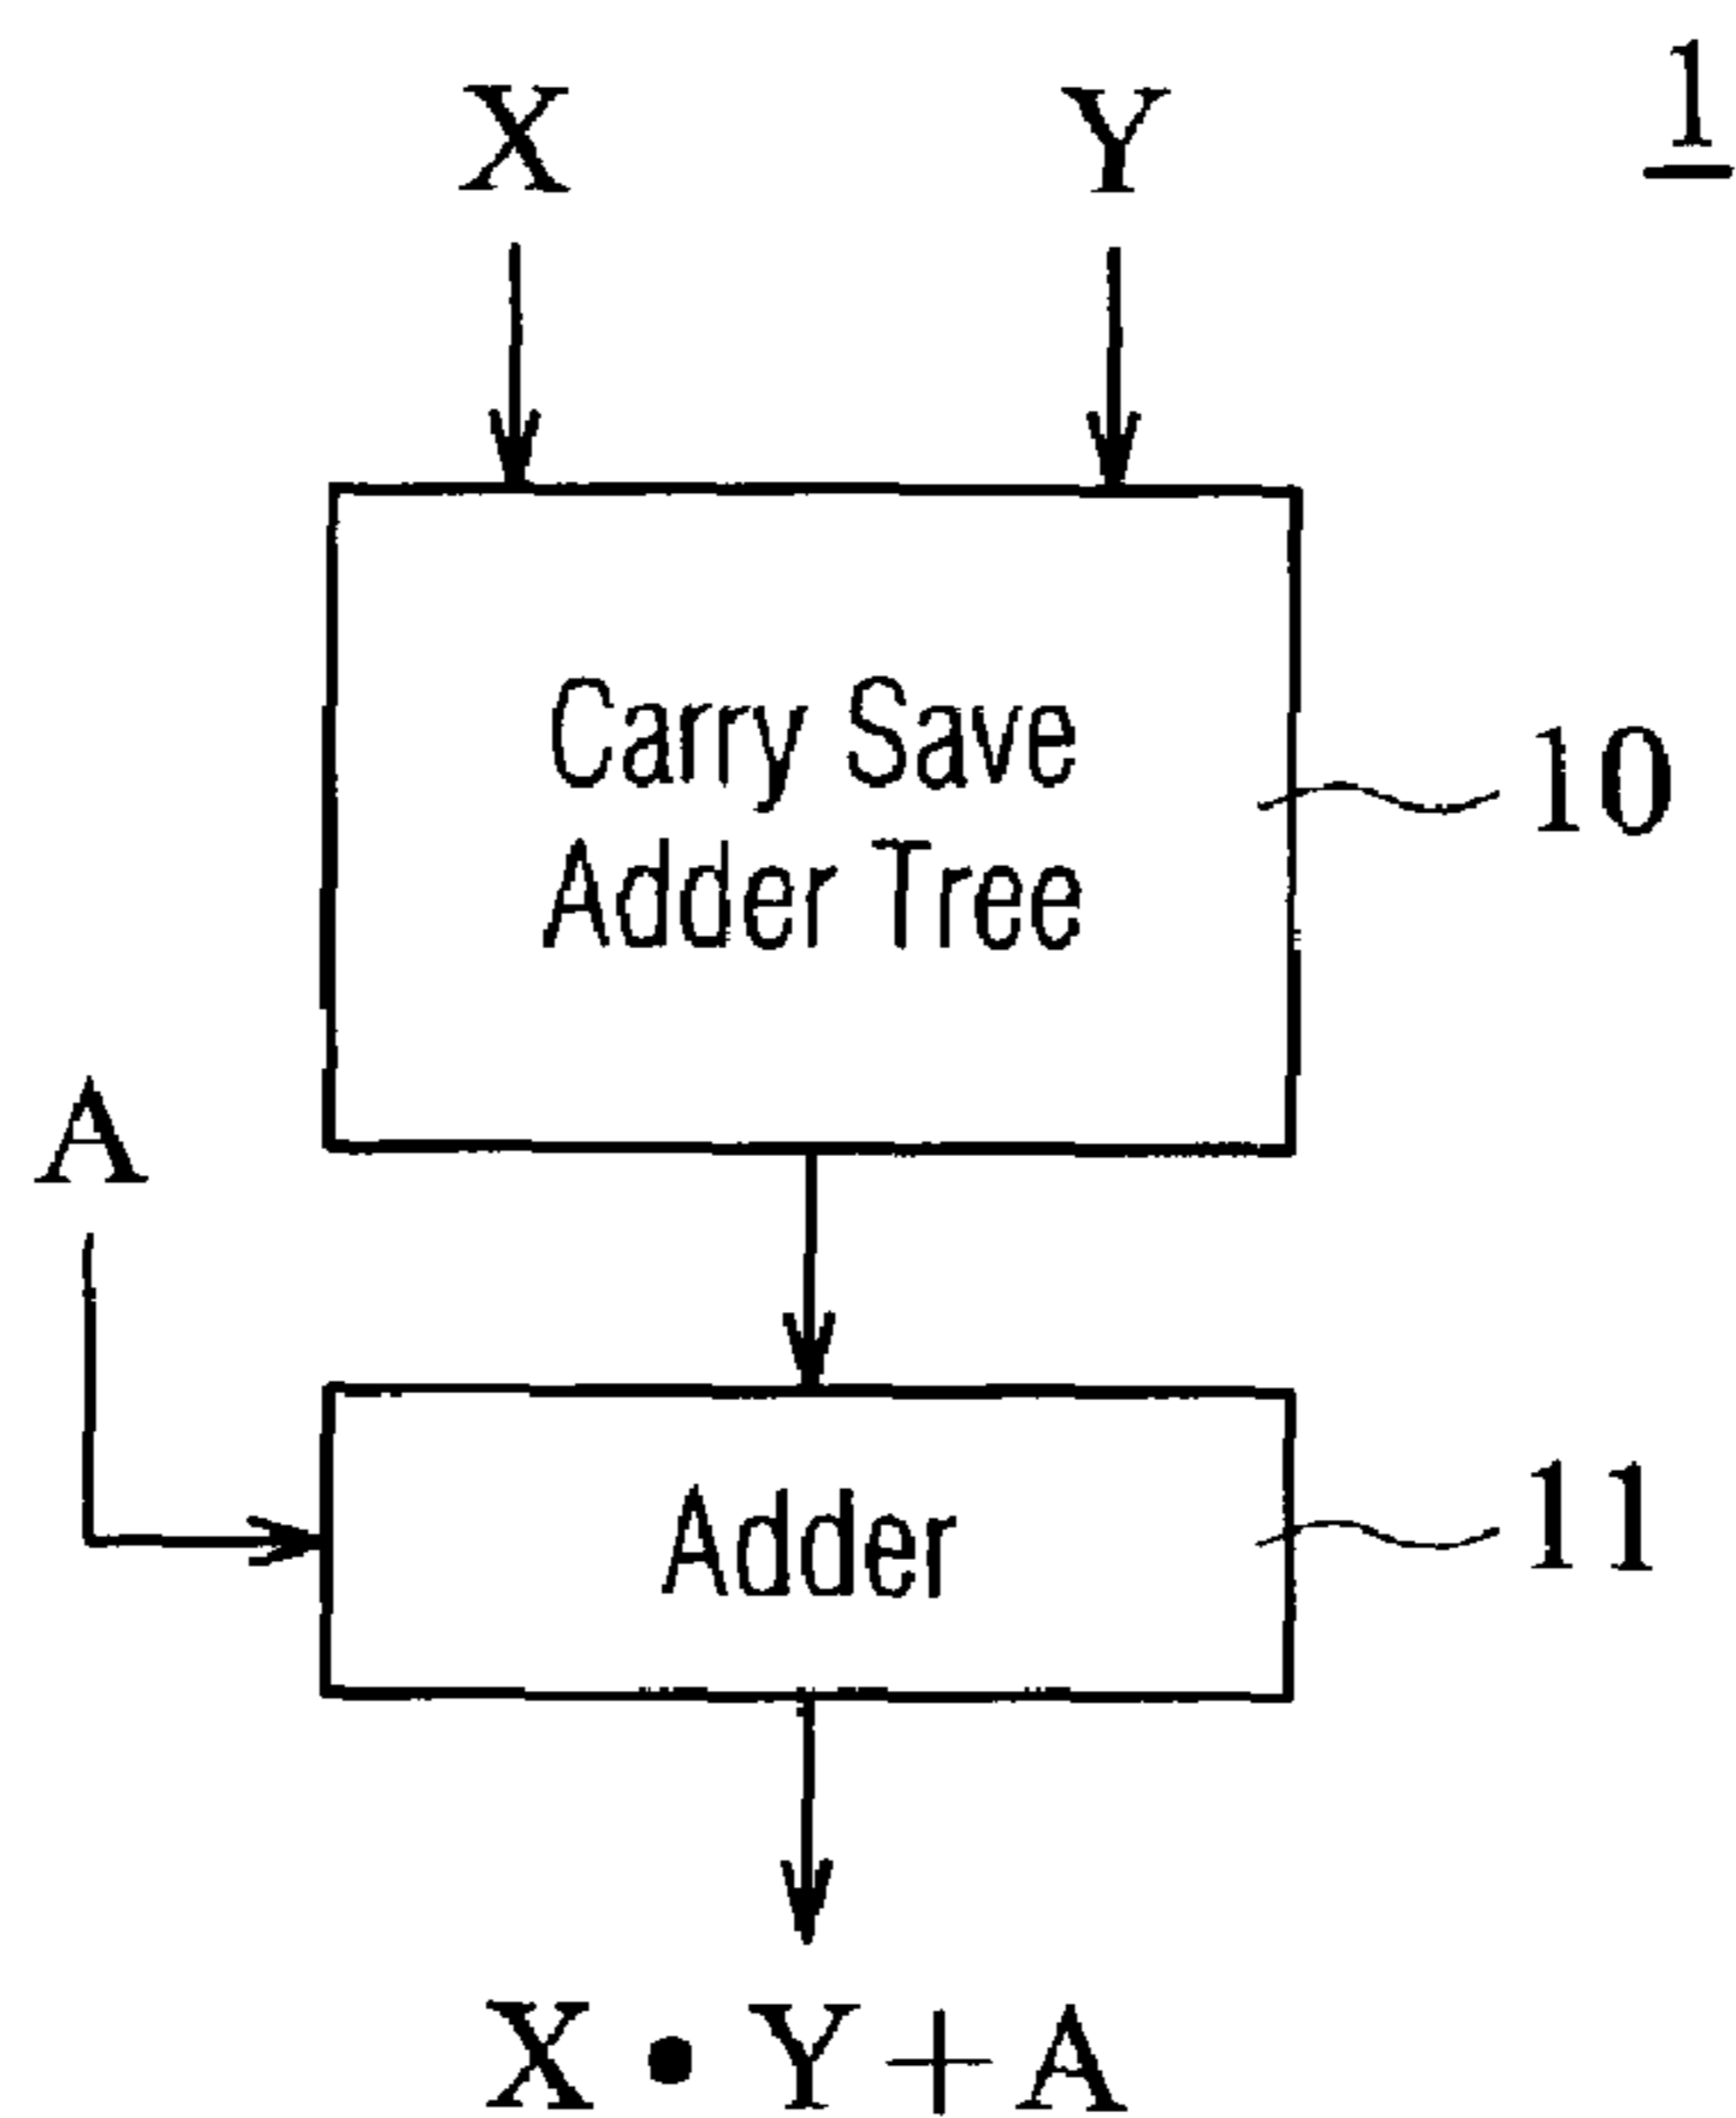 1
X Y
Carry Save
Adder Tree
10
A
Adder
11
X • Y + A